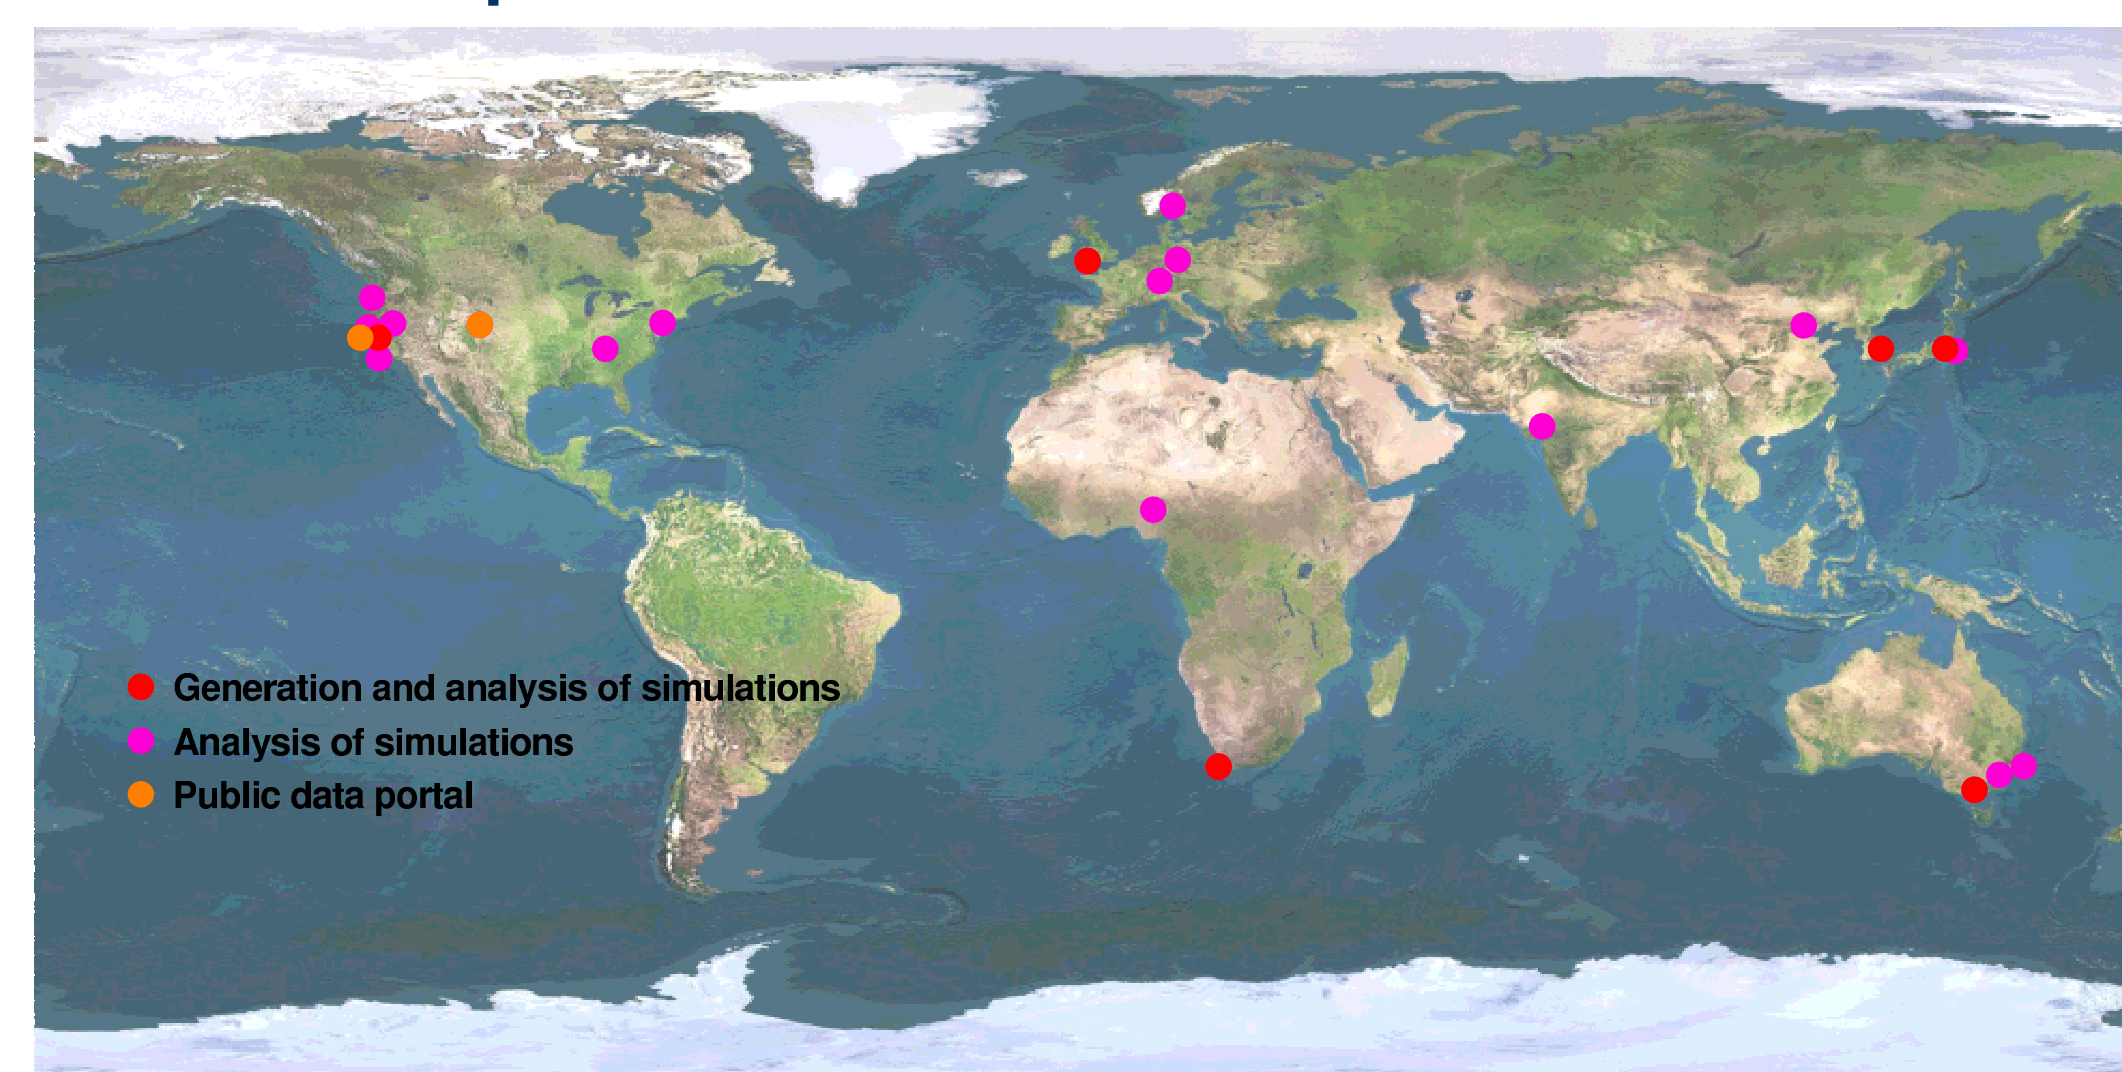 Generation and analysis of simulations
Analysis of simulations
Public data portal